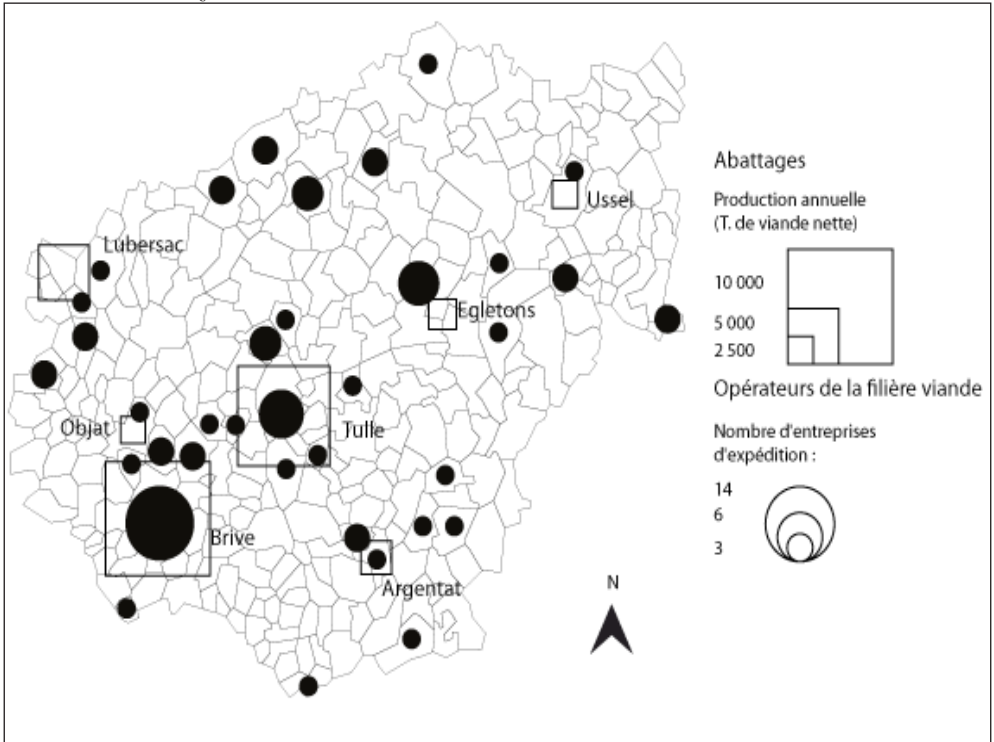 Ussel
Lubersac
Egletons
Objat
Tulle
Brive
Argentat
Abattages
Production annuelle
(T. de viande nette)
10 000
5 000
2 500
Opérateurs de la filière viande
Nombre d'entreprises
d'expédition :
14
6
3
N